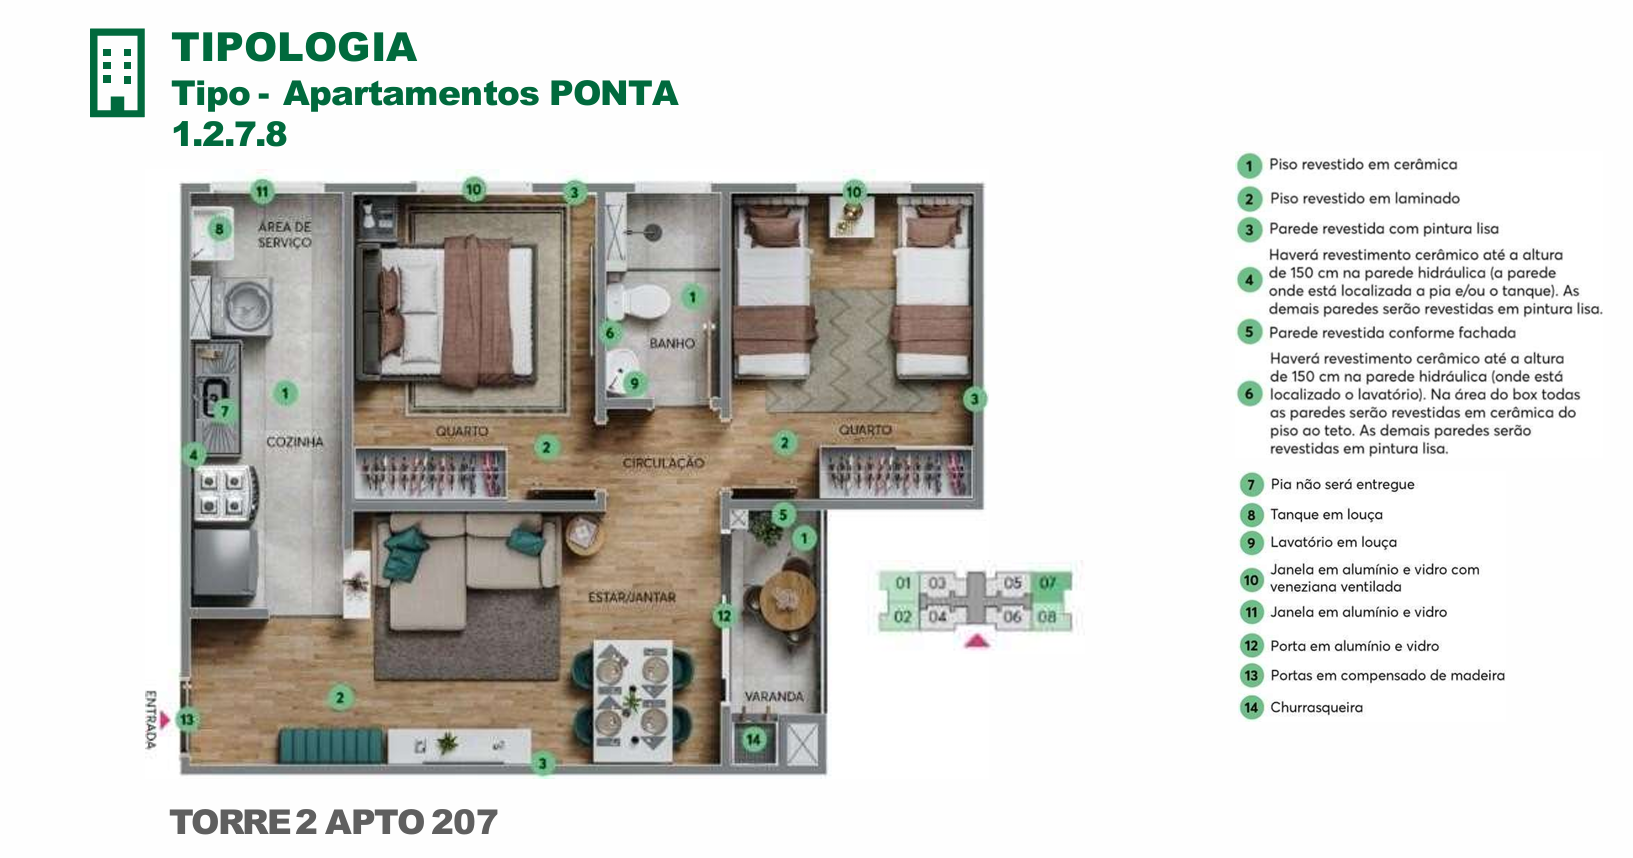 TIPOLOGIA
Tipo - Apartamentos PONTA
1.2.7.8
11
10
3
10
8
ÁREA DE
SERVIÇO
1
6
BANHO
9
1
7
3
COZINHA
QUARTO
QUARTO
2
2
4
CIRCULAÇÃO
5
1
ESTAR/JANTAR
12
2
VARANDA
ENTRADA
13
14
3
01 03 05 07
02 04 06 08
1 Piso revestido em cerâmica
2 Piso revestido em laminado
3 Parede revestida com pintura lisa
Haverá revestimento cerâmico até a altura
de 150 cm na parede hidráulica (a parede
4 onde está localizada a pia e/ou o tanque). As
demais paredes serão revestidas em pintura lisa.
5 Parede revestida conforme fachada
Haverá revestimento cerâmico até a altura
de 150 cm na parede hidráulica (onde está
6 localizado o lavatório). Na área do box todas
as paredes serão revestidas em cerâmica do
piso ao teto. As demais paredes serão
revestidas em pintura lisa.
7 Pia não será entregue
8 Tanque em louça
9 Lavatório em louça
10 Janela em alumínio e vidro com
veneziana ventilada
11 Janela em alumínio e vidro
12 Porta em alumínio e vidro
13 Portas em compensado de madeira
14 Churrasqueira
TORRE 2 APTO 207